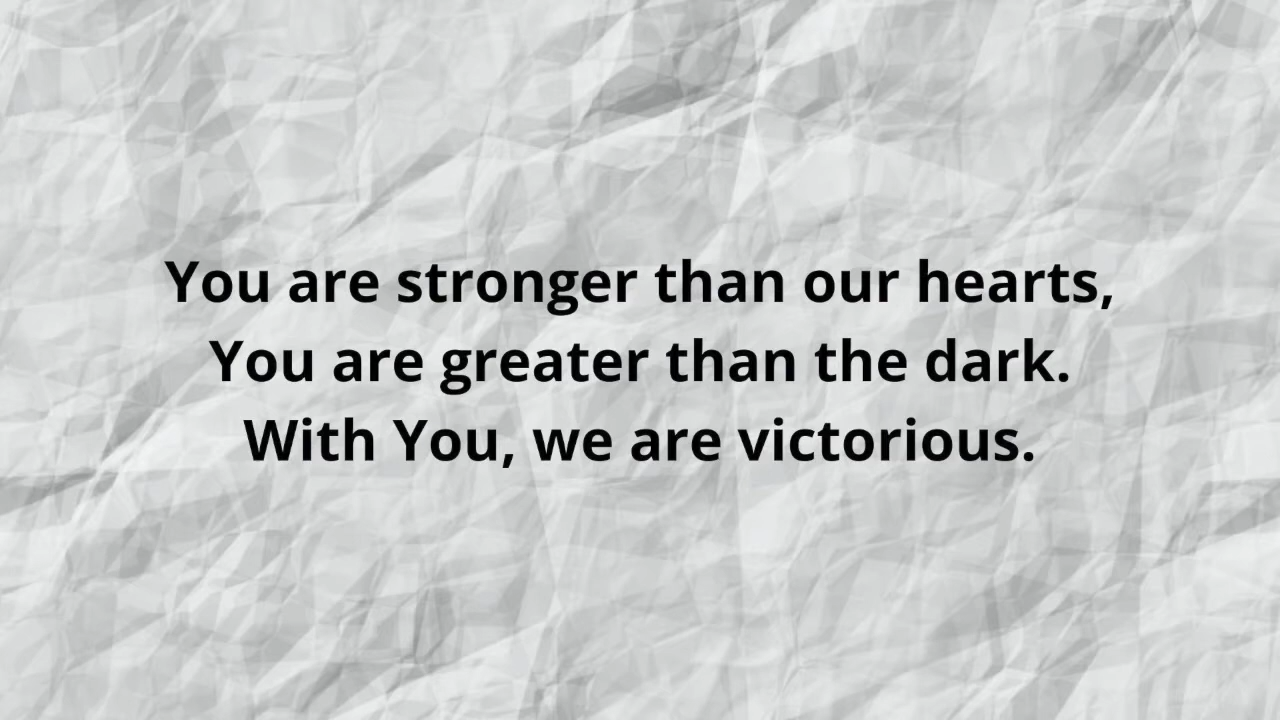 You are stronger than our hearts,
You are greater than the dark.
With You, we are victorious.